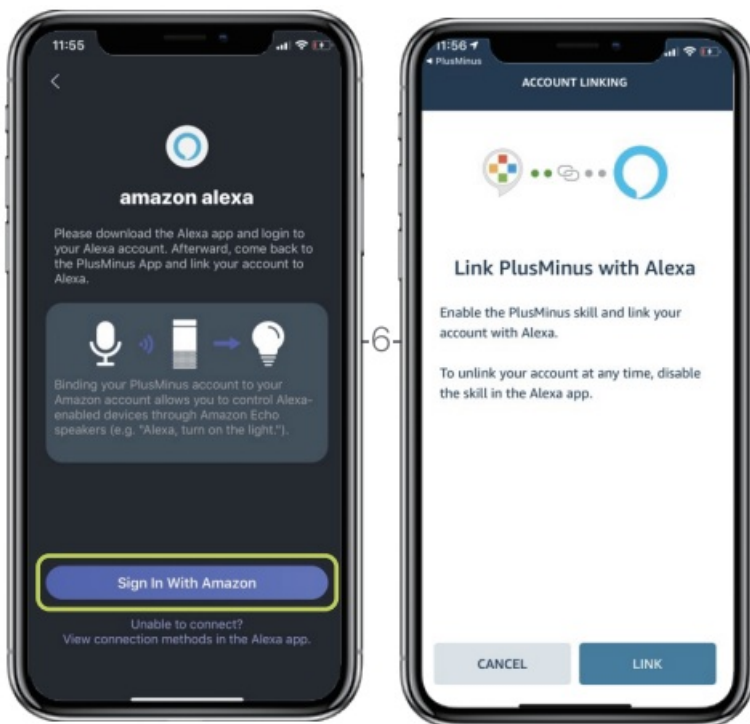 11:55
amazon alexa
Please download the Alexa app and login to
your Alexa account. Afterward, come back to
the PlusMinus App and link your account to
Alexa.
Binding your PlusMinus account to your
Amazon account allows you to control Alexa-
enabled devices through Amazon Echo
speakers (e.g. "Alexa, turn on the light.").
Sign In With Amazon
Unable to connect?
View connection methods in the Alexa app.
-6-
11:56
PlusMinus
ACCOUNT LINKING
Link PlusMinus with Alexa
Enable the PlusMinus skill and link your
account with Alexa.
To unlink your account at any time, disable
the skill in the Alexa app.
CANCEL
LINK